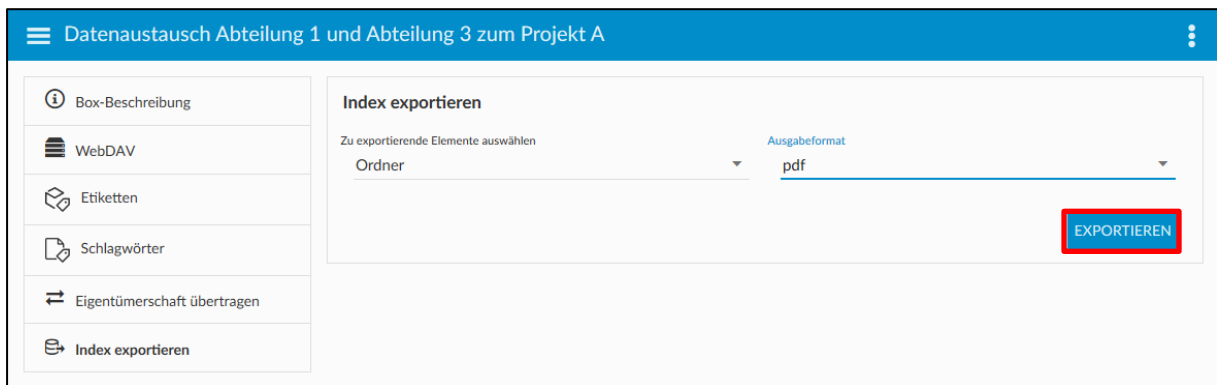 Datenaustausch Abteilung 1 und Abteilung 3 zum Projekt A
Box-Beschreibung
WebDAV
Etiketten
Schlagwörter
Eigentümerschaft übertragen
Index exportieren
Index exportieren
Zu exportierende Elemente auswählen
Ordner
Ausgabeformat
pdf
EXPORTIEREN